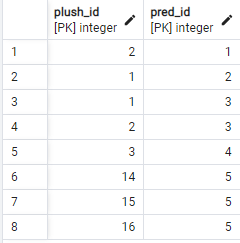 plush_id pred_id
[PK] integer [PK] integer
1 2 1
2 1 2
3 1 3
4 2 3
5 3 4
6 14 5
7 15 5
8 16 5